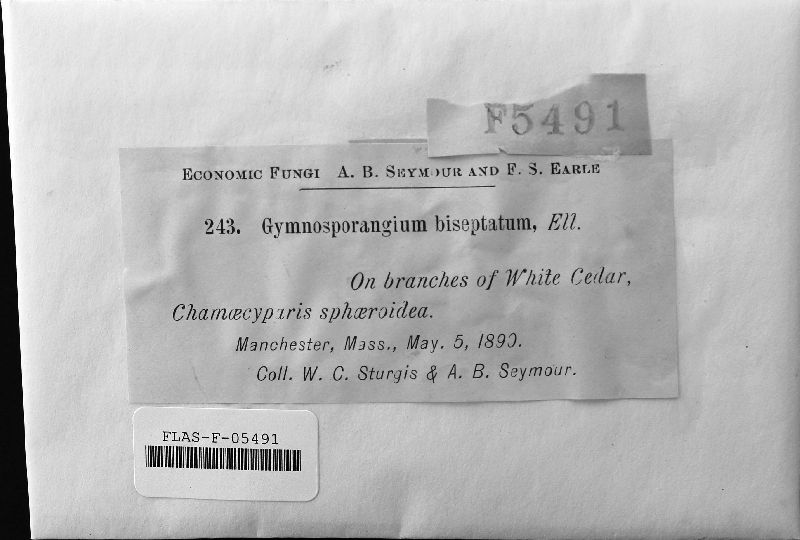 F5491
ECONOMIC FUNGI A. B. SEYMOUR AND F. S. EARLE
243. Gymnosporangium biseptatum, Ell.
On branches of White Cedar,
Chamæcyparis sphæroidea.
Manchester, Mass., May. 5, 1890.
Coll. W. C. Sturgis & A. B. Seymour.
FLAS-F-05491